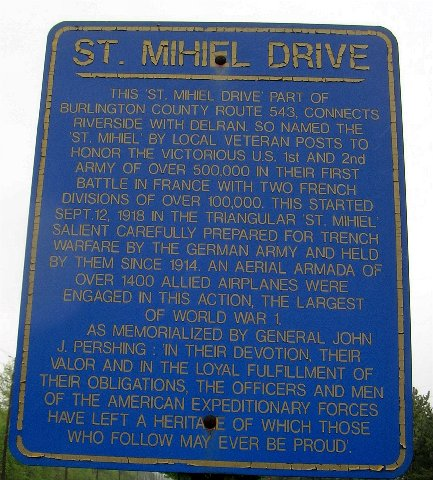 ST. MIHIEL DRIVE
THIS 'ST. MIHIEL DRIVE' PART OF
BURLINGTON COUNTY ROUTE 543, CONNECTS
RIVERSIDE WITH DELRAN. SO NAMED THE
'ST. MIHIEL' BY LOCAL VETERAN POSTS TO
HONOR THE VICTORIOUS U.S. 1st AND 2nd
ARMY OF OVER 500,000 IN THEIR FIRST
BATTLE IN FRANCE WITH TWO FRENCH
DIVISIONS OF OVER 100,000. THIS STARTED
SEPT.12, 1918 IN THE TRIANGULAR 'ST. MIHIEL'
SALIENT CAREFULLY PREPARED FOR TRENCH
WARFARE BY THE GERMAN ARMY AND HELD
BY THEM SINCE 1914. AN AERIAL ARMADA OF
OVER 1400 ALLIED AIRPLANES WERE
ENGAGED IN THIS ACTION, THE LARGEST
OF WORLD WAR 1.
AS MEMORIALIZED BY GENERAL JOHN
J. PERSHING : 'IN THEIR DEVOTION, THEIR
VALOR AND IN THE LOYAL FULFILLMENT OF
THEIR OBLIGATIONS, THE OFFICERS AND MEN
OF THE AMERICAN EXPEDITIONARY FORCES
HAVE LEFT A HERITAGE OF WHICH THOSE
WHO FOLLOW MAY EVER BE PROUD'.